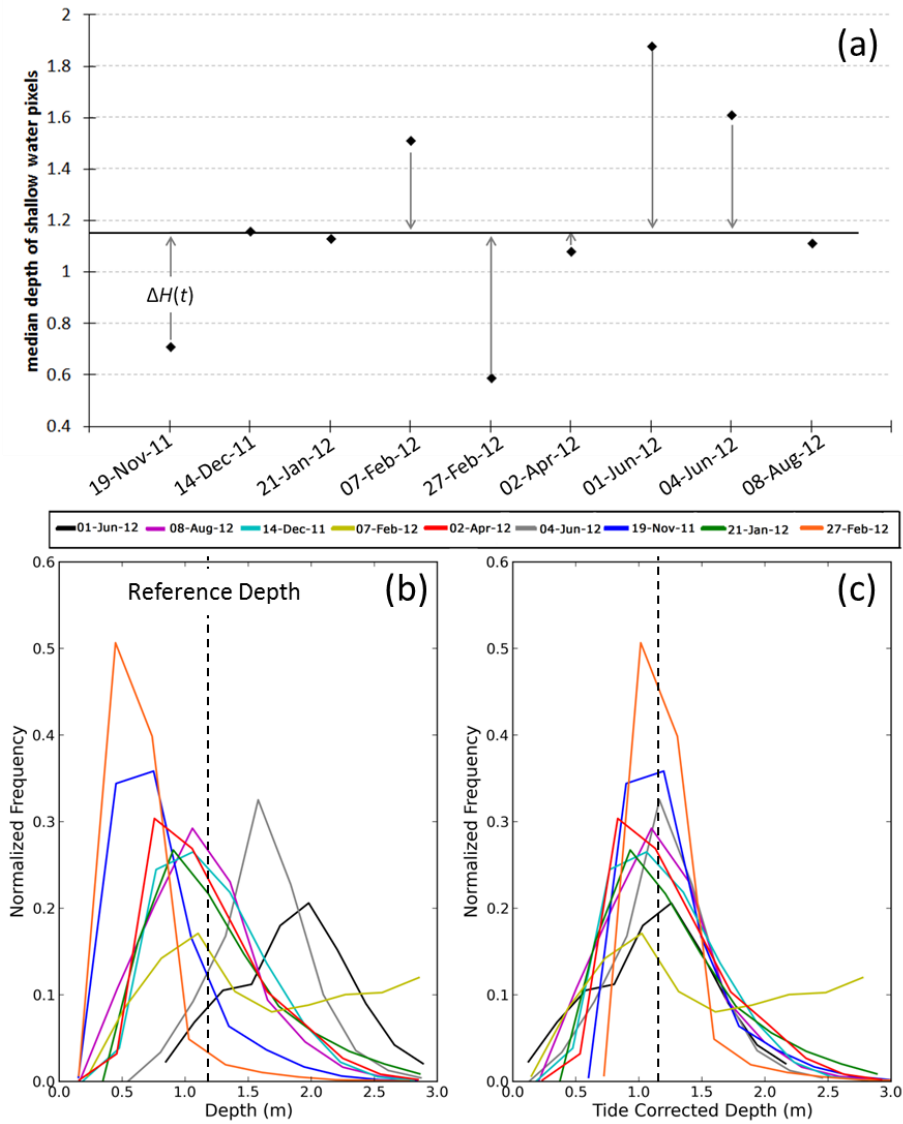 (a)
median depth of shallow water pixels
2
1.8
1.6
1.4
1.2
1
0.8
0.6
0.4
ΔH(t)
19-Nov-11
14-Dec-11
21-Jan-12
07-Feb-12
27-Feb-12
02-Apr-12
01-Jun-12
04-Jun-12
08-Aug-12
01-Jun-12 08-Aug-12 14-Dec-11 07-Feb-12 02-Apr-12 04-Jun-12 19-Nov-11 21-Jan-12 27-Feb-12
Reference Depth
(b)
Normalized Frequency
0.6
0.5
0.4
0.3
0.2
0.1
0.0
0.0 0.5 1.0 1.5 2.0 2.5 3.0
Depth (m)
(c)
Normalized Frequency
0.6
0.5
0.4
0.3
0.2
0.1
0.0
0.0 0.5 1.0 1.5 2.0 2.5 3.0
Tide Corrected Depth (m)